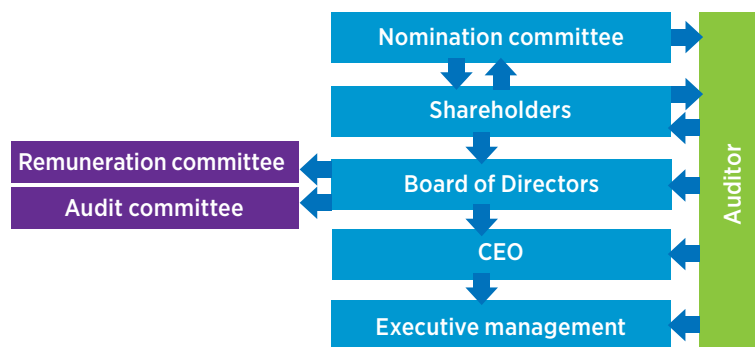 Nomination committee
Shareholders
Remuneration committee
Board of Directors
Audit committee
CEO
Executive management
Auditor